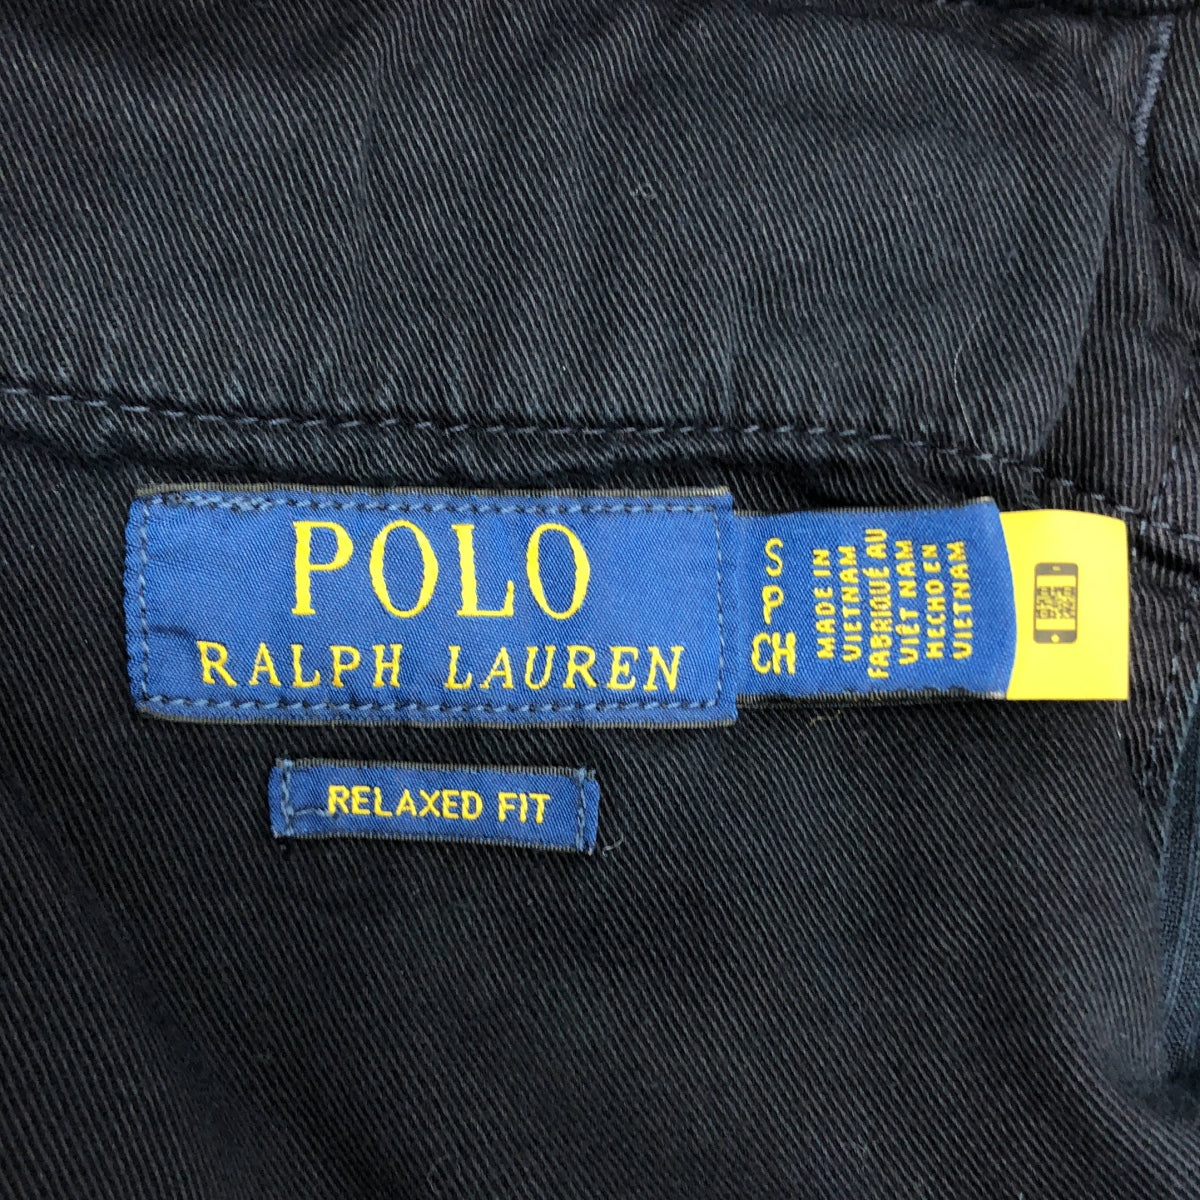 POLO
RALPH LAUREN
RELAXED FIT
S
P
CH
MADE IN
VIETNAM
FABRIQUÉ AU
VIÊT NAM
HECHO EN
VIETNAM